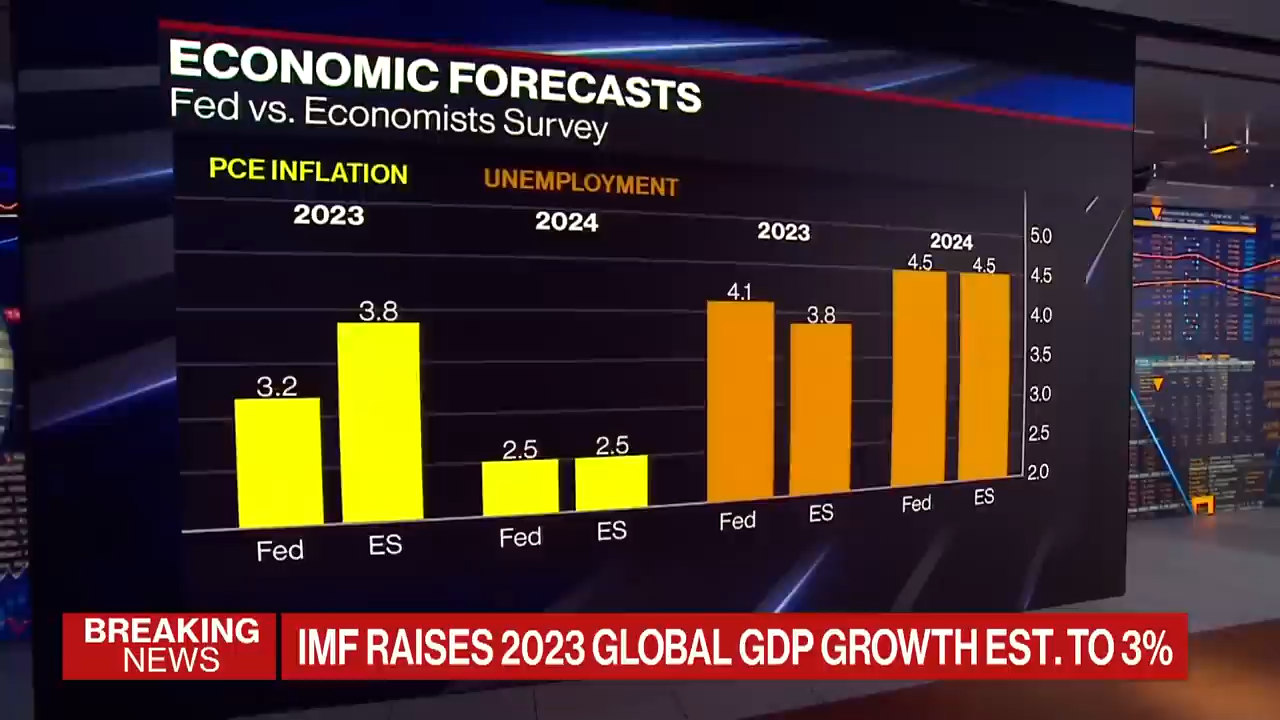 ECONOMIC FORECASTS
Fed vs. Economists Survey
PCE INFLATION
UNEMPLOYMENT
2023
2024
2023
2024
3.2
3.8
2.5
2.5
4.1
3.8
4.5
4.5
5.0
4.5
4.0
3.5
3.0
2.5
2.0
Fed
ES
Fed
ES
Fed
ES
Fed
ES
BREAKING
NEWS
IMF RAISES 2023 GLOBAL GDP GROWTH EST. TO 3%